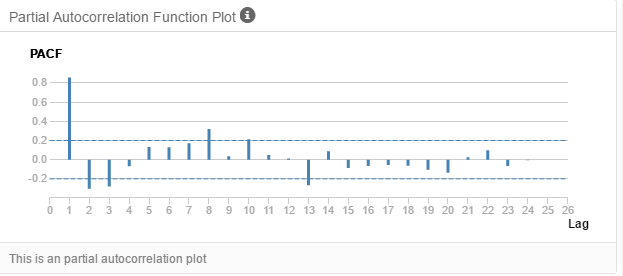 Partial Autocorrelation Function Plot i
PACF
0.8
0.6
0.4
0.2
0.0
-0.2
0 1 2 3 4 5 6 7 8 9 10 11 12 13 14 15 16 17 18 19 20 21 22 23 24 25 26
Lag
This is an partial autocorrelation plot